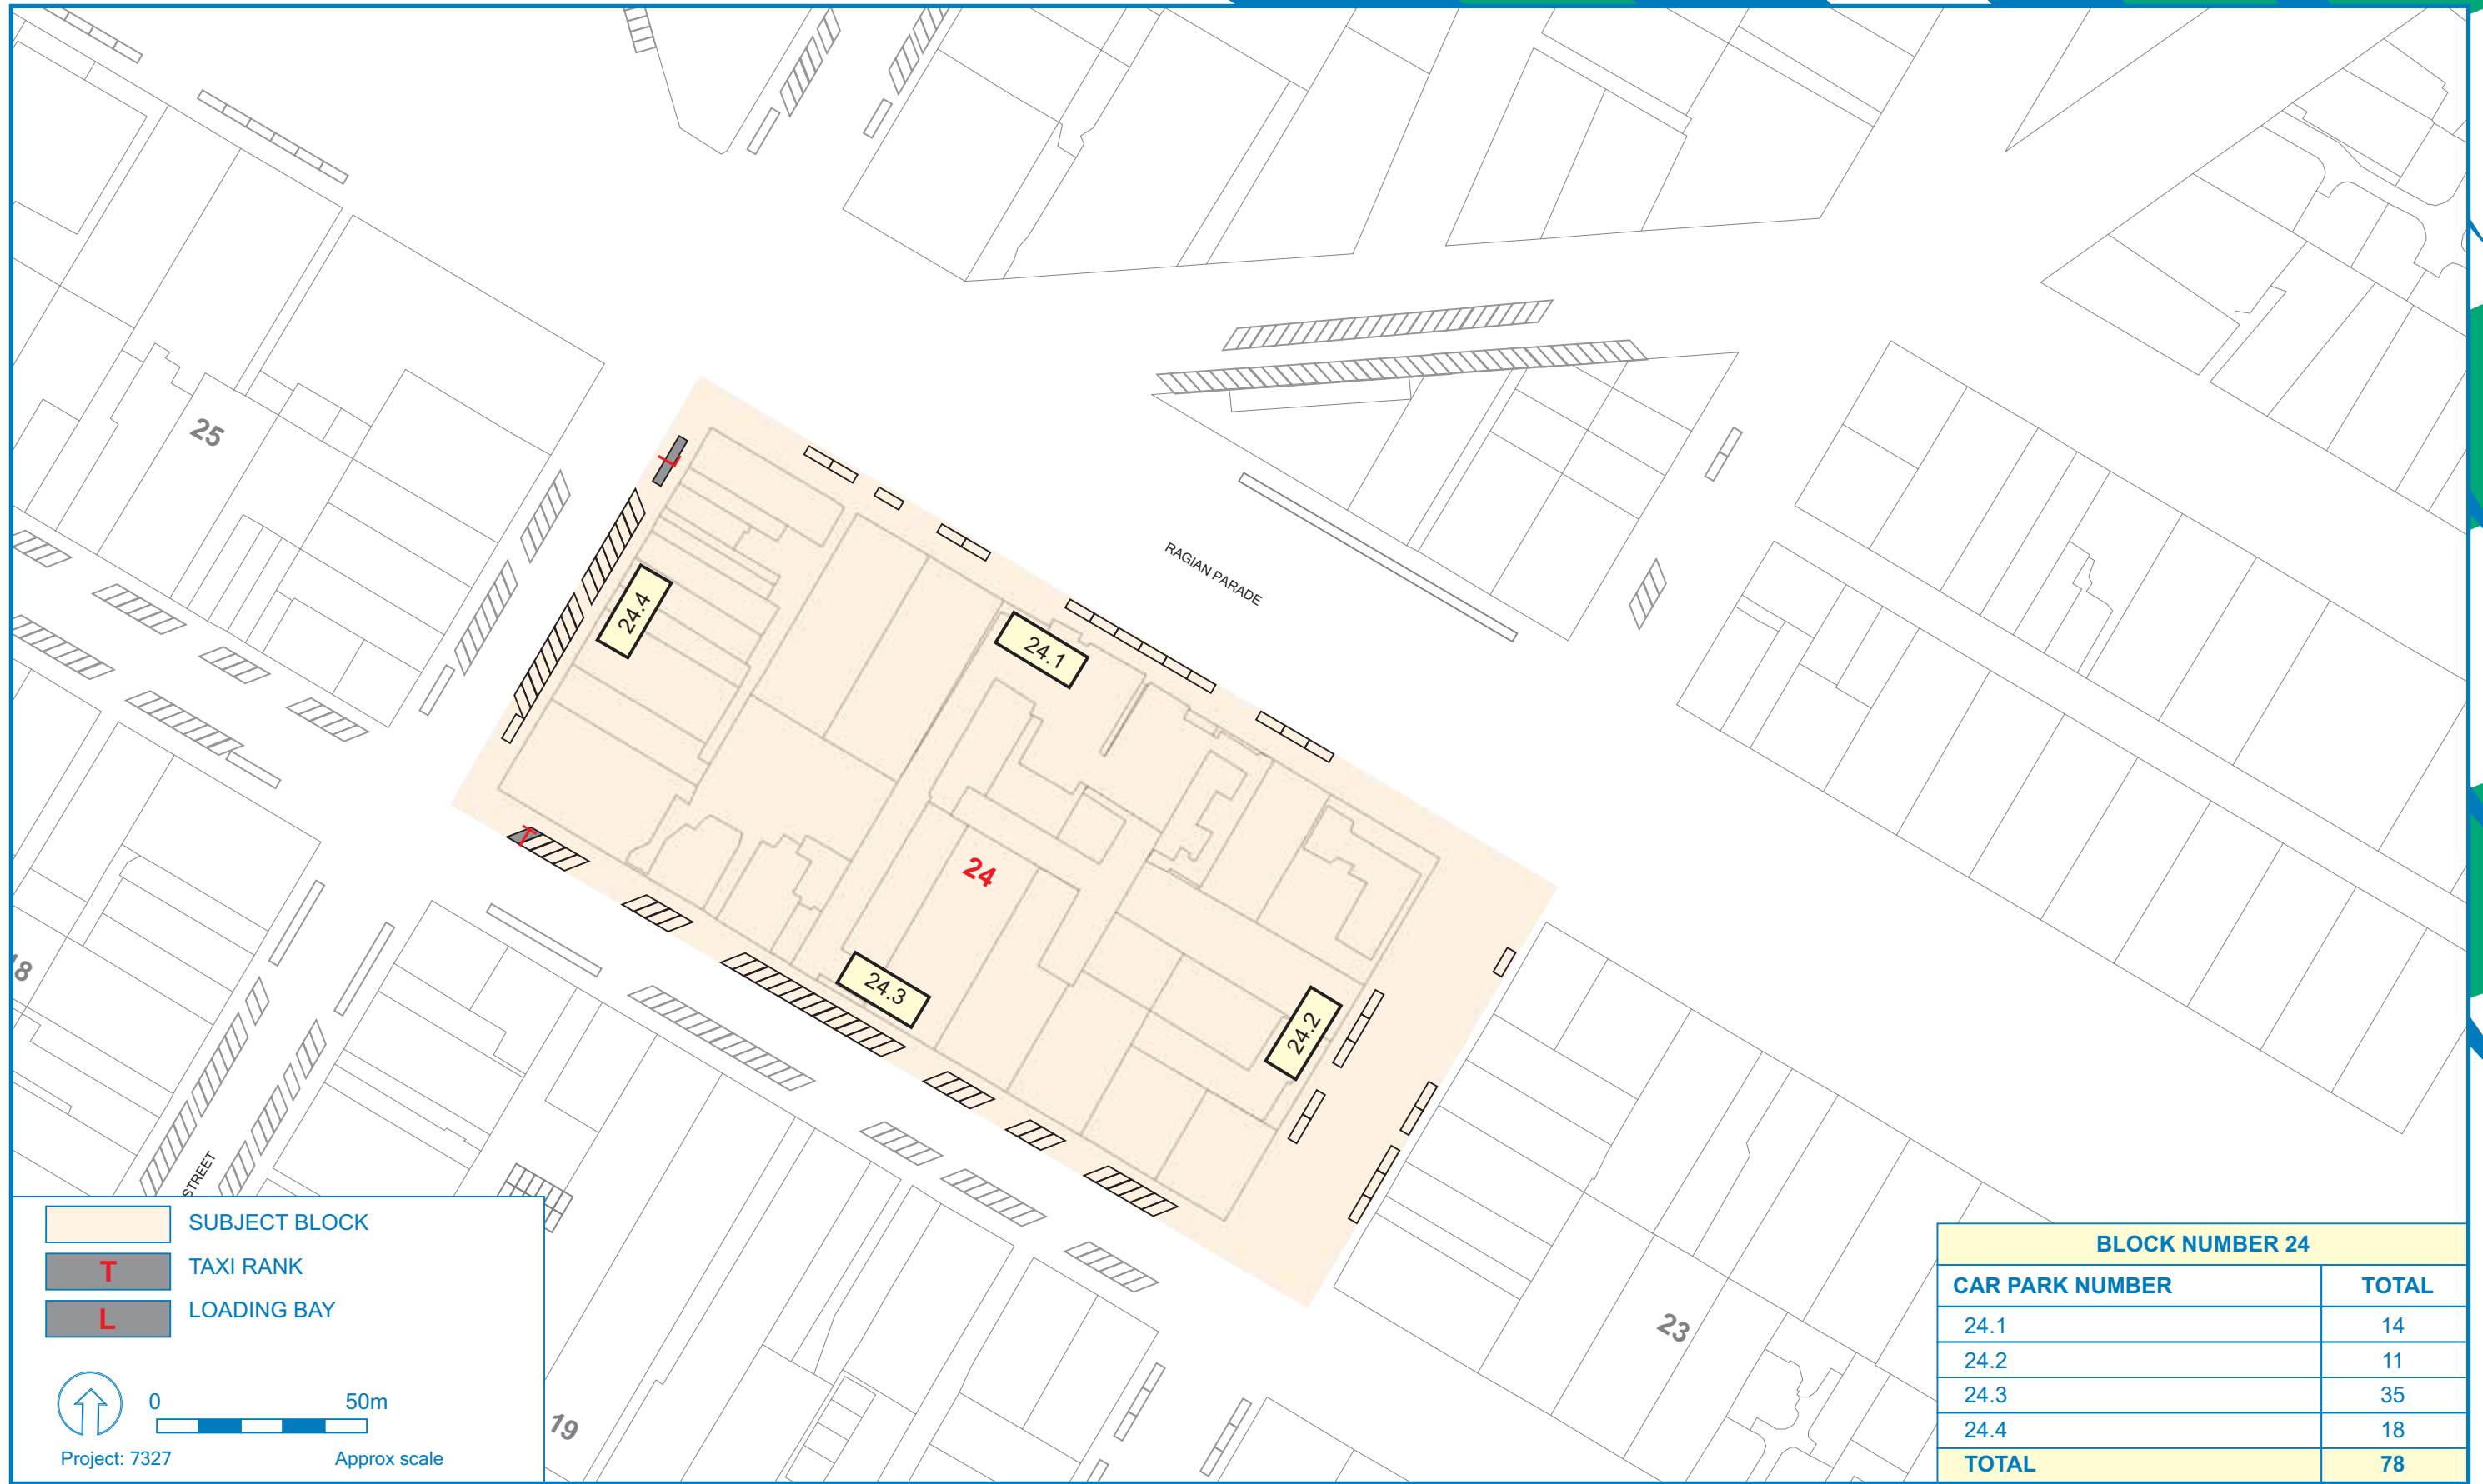 25
L
RAGIAN PARADE
24.4
24.1
T
24
24.3
24.2
18
STREET
19
23
SUBJECT BLOCK
T TAXI RANK
L LOADING BAY
0 50m
Project: 7327 Approx scale
BLOCK NUMBER 24
CAR PARK NUMBER TOTAL
24.1 14
24.2 11
24.3 35
24.4 18
TOTAL 78